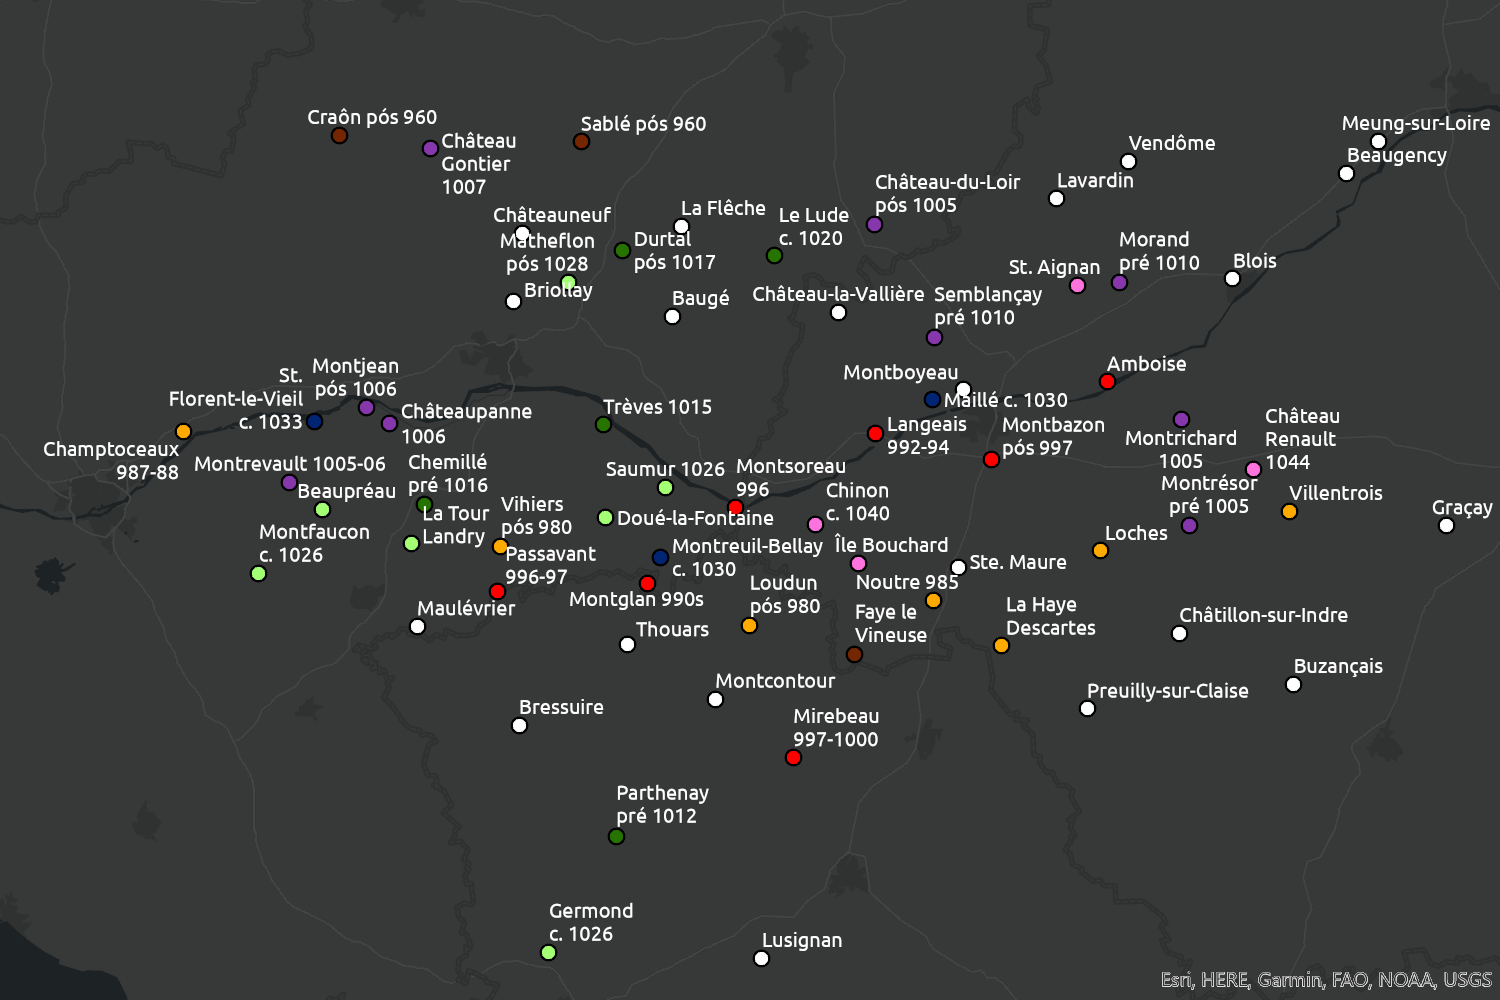 Craôn pós 960
Château
Gontier
1007
Sablé pós 960
Meung-sur-Loire
Beaugency
Vendôme
Lavardin
Château-du-Loir
pós 1005
Châteauneuf
La Flêche
Le Lude
c. 1020
Matheflon
pós 1028
Durtal
pós 1017
Morand
pré 1010
St. Aignan
Blois
Briollay
Baugé
Château-la-Vallière
Semblançay
pré 1010
St.
Florent-le-Vieil
c. 1033
Montjean
pós 1006
Montboyeau
Amboise
Châteaupanne
1006
Trèves 1015
Maillé c. 1030
Langeais
992-94
Montbazon
pós 997
Montrichard
1005
Château
Renault
1044
Champtoceaux
987-88
Montrevault 1005-06
Chemillé
pré 1016
Saumur 1026
Montsoreau
996
Montrésor
pré 1005
Villentrois
Graçay
Beaupréau
La Tour
Landry
Vihiers
pós 980
Doué-la-Fontaine
Chinon
c. 1040
Montfaucon
c. 1026
Passavant
996-97
Montreuil-Bellay
c. 1030
Île Bouchard
Ste. Maure
Loches
Maulévrier
Montglan 990s
Loudun
pós 980
Noutre 985
Faye le
Vineuse
La Haye
Descartes
Châtillon-sur-Indre
Thouars
Buzançais
Montcontour
Preuilly-sur-Claise
Bressuire
Mirebeau
997-1000
Parthenay
pré 1012
Germond
c. 1026
Lusignan
Esri, HERE, Garmin, FAO, NOAA, USGS